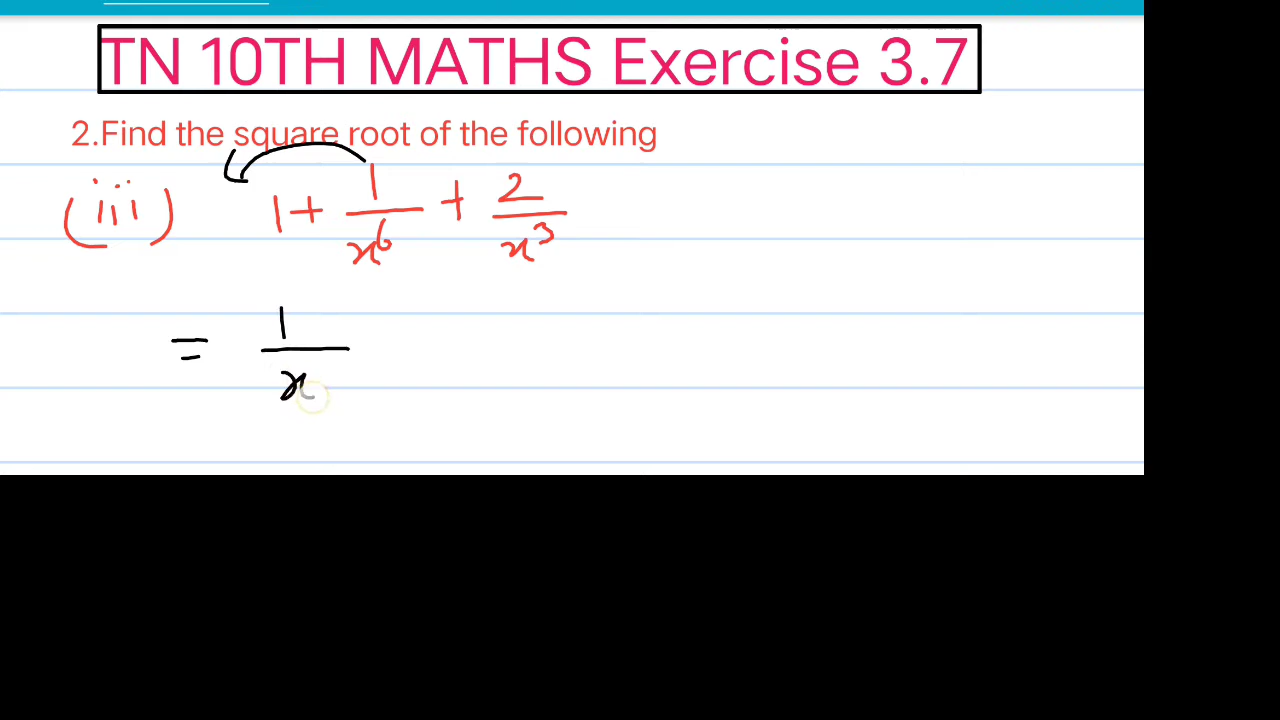 TN 10TH MATHS Exercise 3.7
2.Find the square root of the following
(iii) 1 + 1/x⁶ + 2/x³
= 1/x